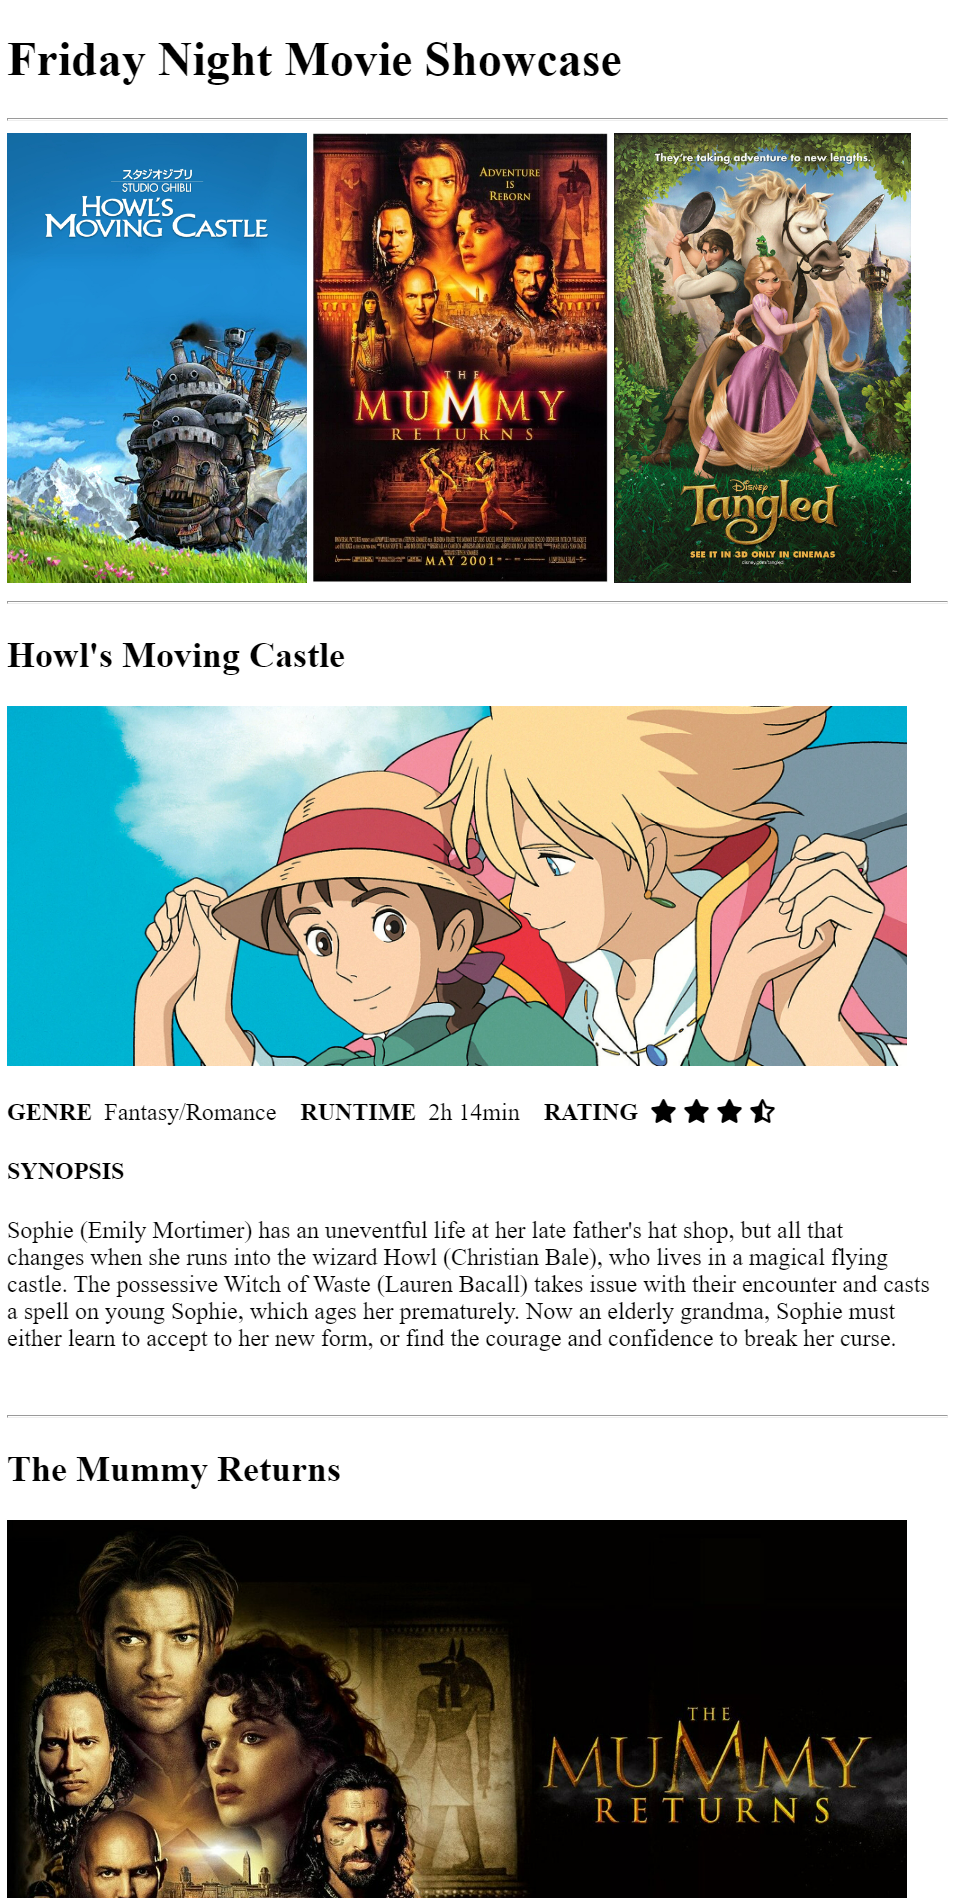 Friday Night Movie Showcase
スタジオジブリ
STUDIO GHIBLI
HOWL'S
MOVING CASTLE
ADVENTURE
IS
REBORN
THE
MUMMY
RETURNS
MAY 2001
They're taking adventure to new lengths.
Disney
Tangled
SEE IT IN 3D ONLY IN CINEMAS
disney.com/tangled
Howl's Moving Castle
GENRE Fantasy/Romance RUNTIME 2h 14min RATING
SYNOPSIS
Sophie (Emily Mortimer) has an uneventful life at her late father's hat shop, but all that
changes when she runs into the wizard Howl (Christian Bale), who lives in a magical flying
castle. The possessive Witch of Waste (Lauren Bacall) takes issue with their encounter and casts
a spell on young Sophie, which ages her prematurely. Now an elderly grandma, Sophie must
either learn to accept to her new form, or find the courage and confidence to break her curse.
The Mummy Returns
THE
MUMMY
RETURNS